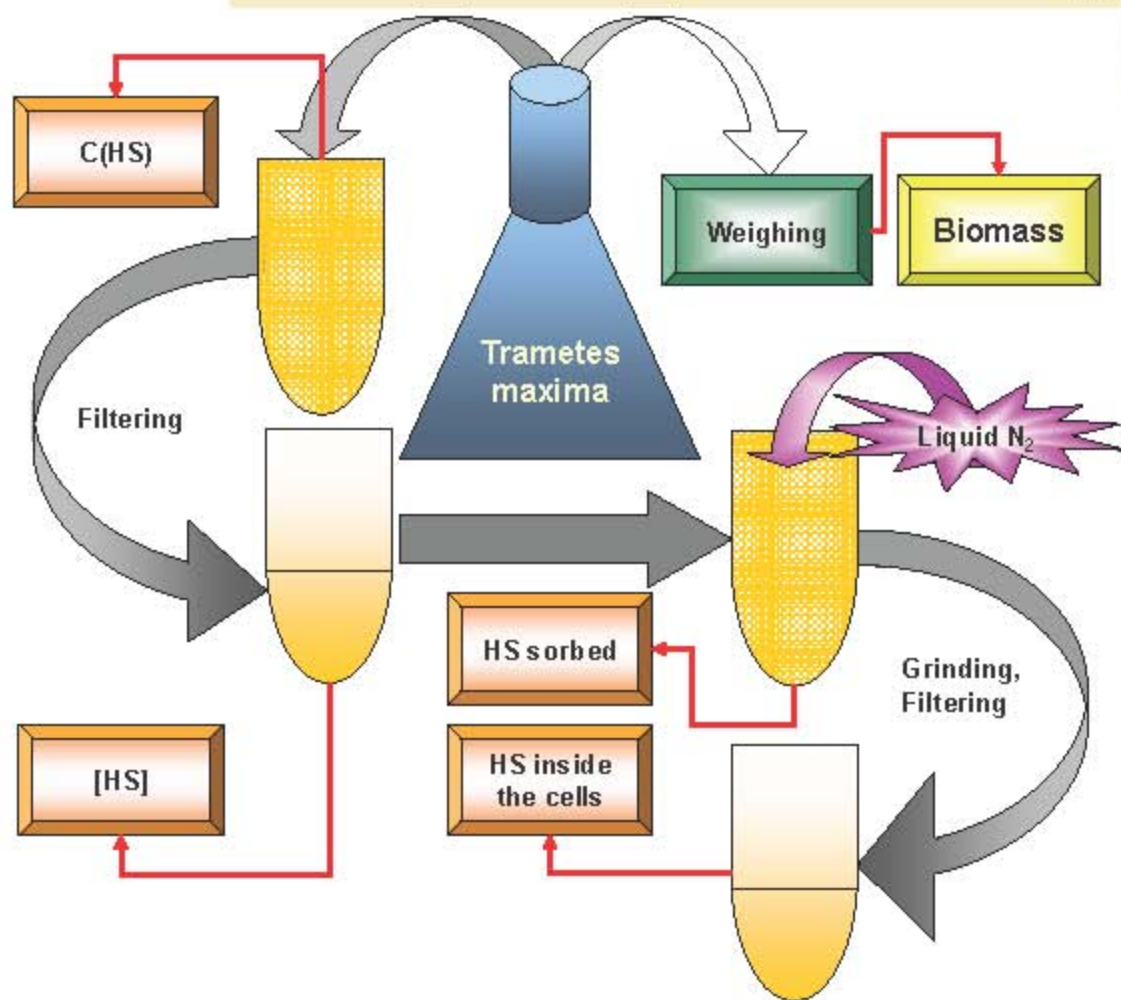 C(HS)
Weighing
Biomass
Trametes
maxima
Filtering
Liquid N₂
HS sorbed
Grinding,
Filtering
[HS]
HS inside
the cells